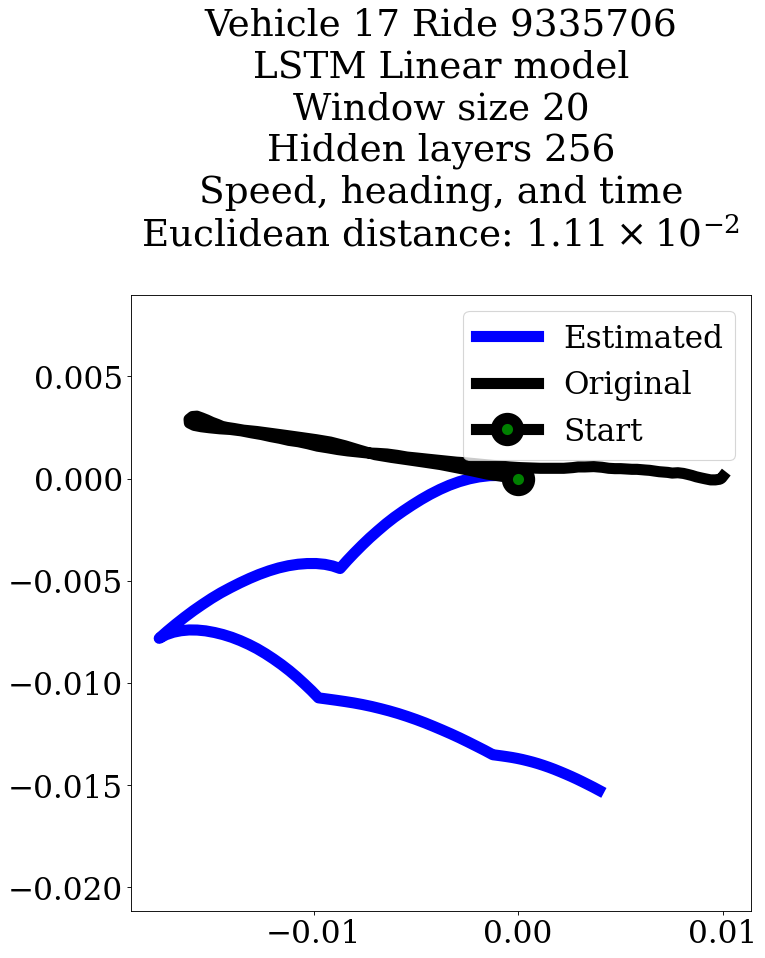 Vehicle 17 Ride 9335706
LSTM Linear model
Window size 20
Hidden layers 256
Speed, heading, and time
Euclidean distance: 1.11 × 10⁻²
Estimated
Original
Start
0.005
0.000
−0.005
−0.010
−0.015
−0.020
−0.01 0.00 0.01